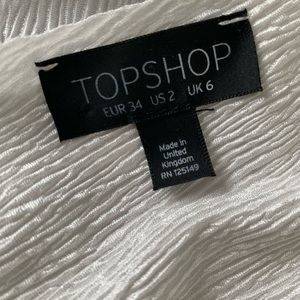 TOPSHOP
EUR 34 US 2 UK 6
Made in
United
Kingdom
RN 125149